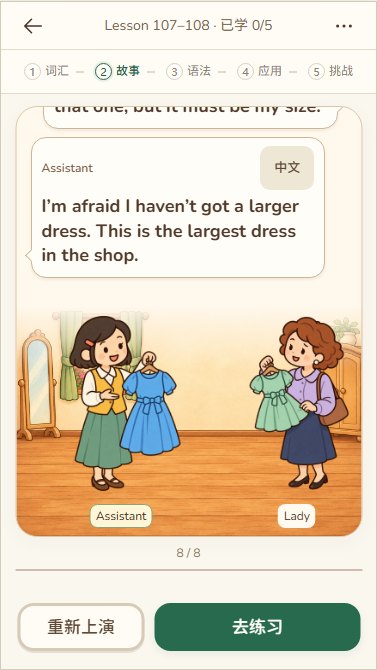 Lesson 107–108 · 已学 0/5
1 词汇 2 故事 3 语法 4 应用 5 挑战
that one, but it must be my size.
Assistant
中文
I’m afraid I haven’t got a larger
dress. This is the largest dress
in the shop.
Assistant
Lady
8 / 8
重新上演
去练习